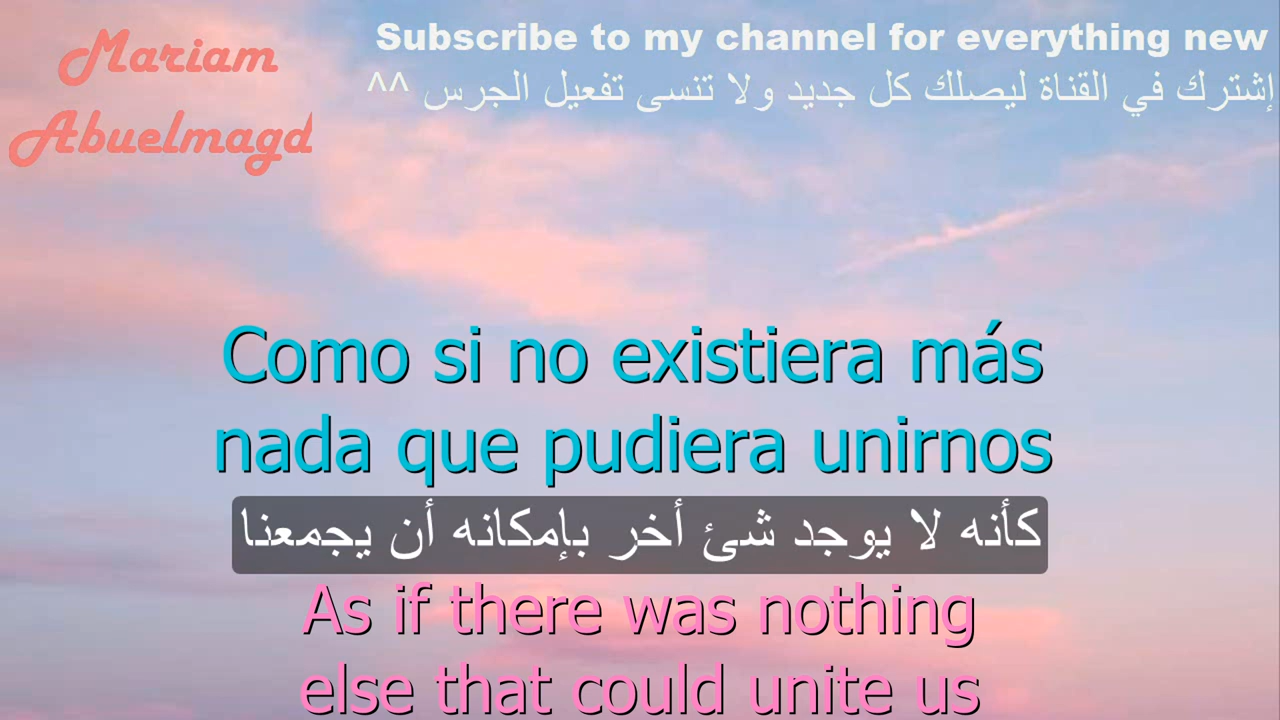 Mariam
Abuelmagd
Subscribe to my channel for everything new
إشترك في القناة ليصلك كل جديد ولا تنسى تفعيل الجرس ^^
Como si no existiera más
nada que pudiera unirnos
كأنه لا يوجد شئ أخر بإمكانه أن يجمعنا
As if there was nothing
else that could unite us